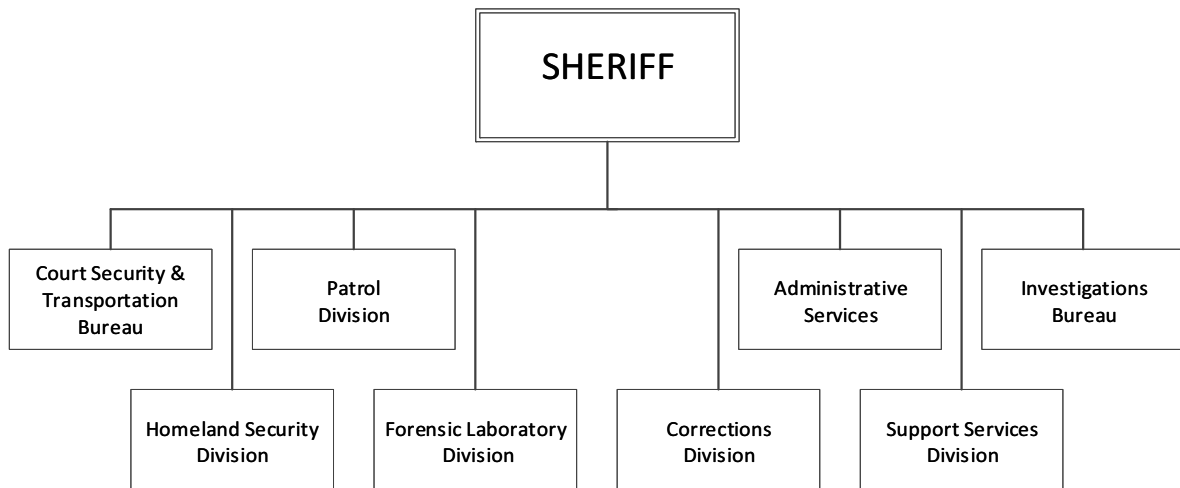 SHERIFF
Court Security &
Transportation
Bureau
Patrol
Division
Administrative
Services
Investigations
Bureau
Homeland Security
Division
Forensic Laboratory
Division
Corrections
Division
Support Services
Division